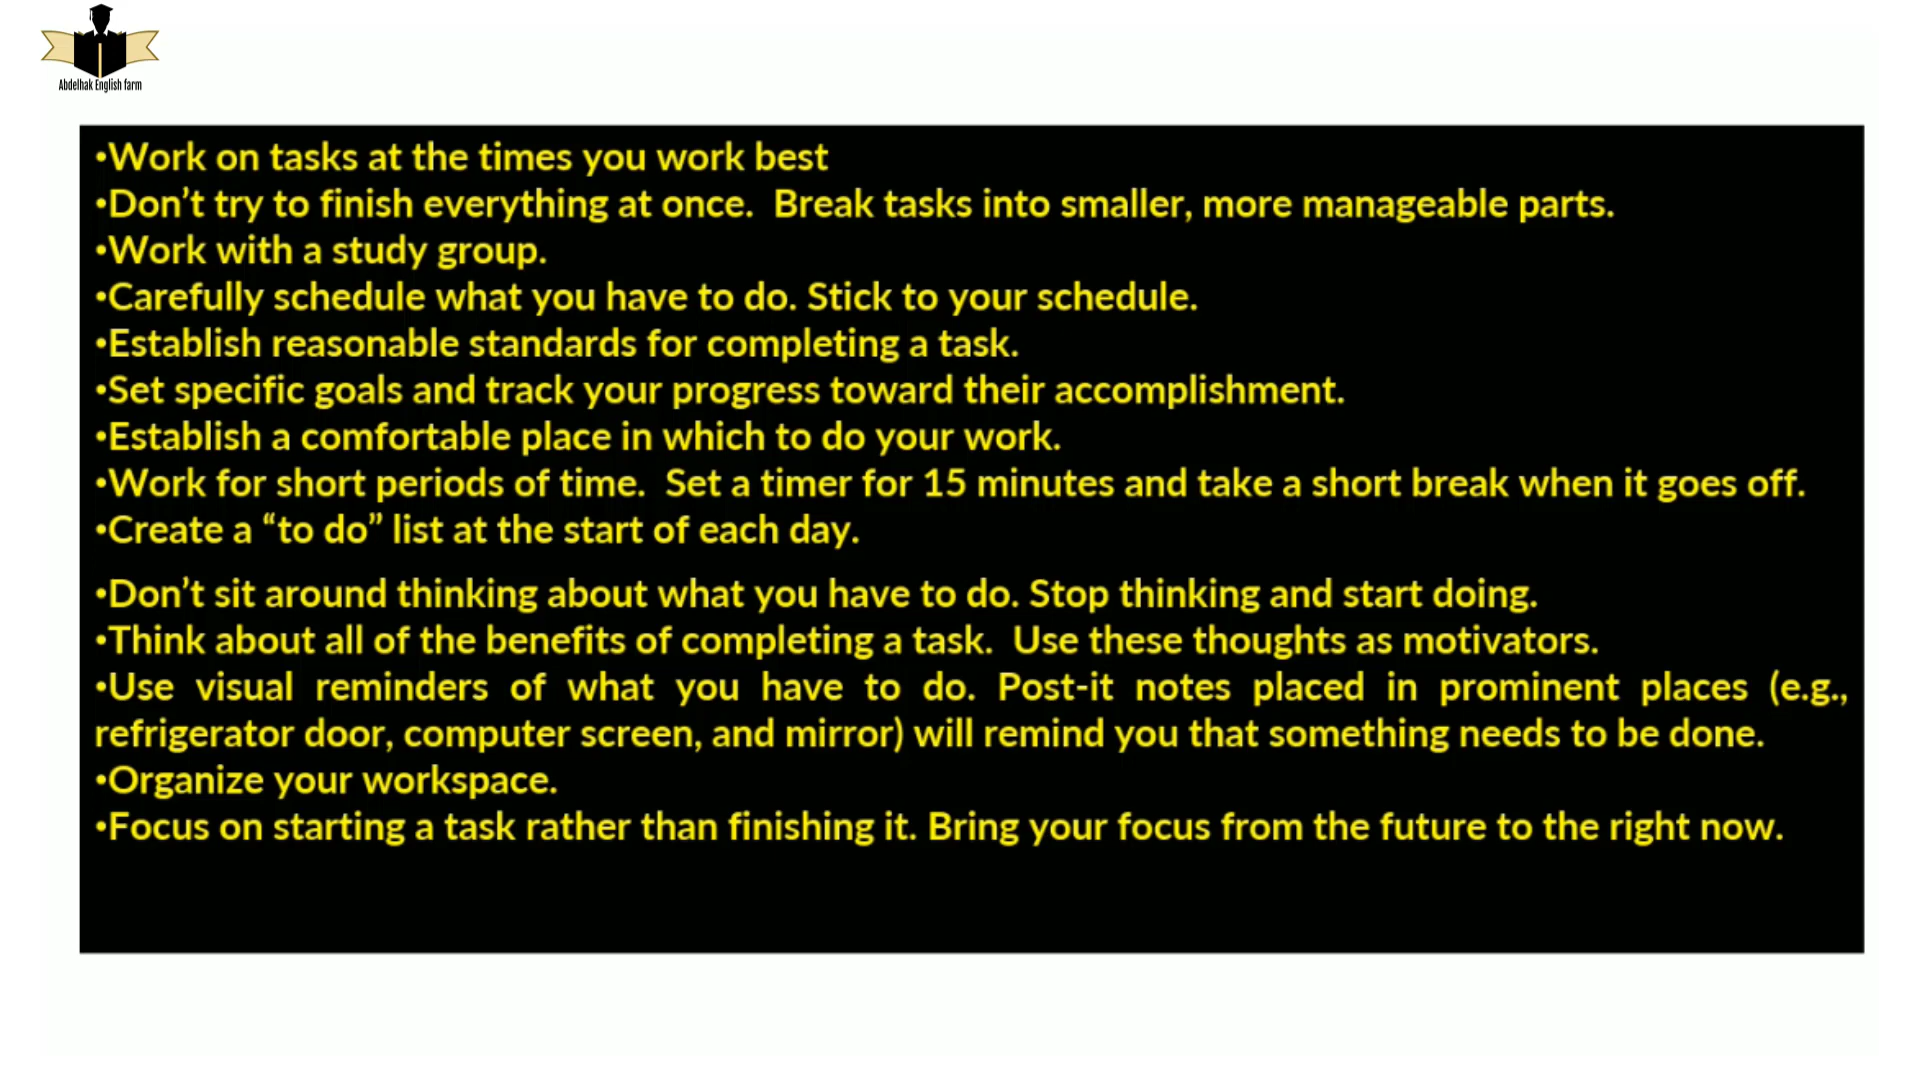 Abdelhak English farm
•Work on tasks at the times you work best
•Don’t try to finish everything at once.  Break tasks into smaller, more manageable parts.
•Work with a study group.
•Carefully schedule what you have to do. Stick to your schedule.
•Establish reasonable standards for completing a task.
•Set specific goals and track your progress toward their accomplishment.
•Establish a comfortable place in which to do your work.
•Work for short periods of time.  Set a timer for 15 minutes and take a short break when it goes off.
•Create a “to do” list at the start of each day.
•Don’t sit around thinking about what you have to do. Stop thinking and start doing.
•Think about all of the benefits of completing a task.  Use these thoughts as motivators.
•Use visual reminders of what you have to do. Post-it notes placed in prominent places (e.g.,
refrigerator door, computer screen, and mirror) will remind you that something needs to be done.
•Organize your workspace.
•Focus on starting a task rather than finishing it. Bring your focus from the future to the right now.